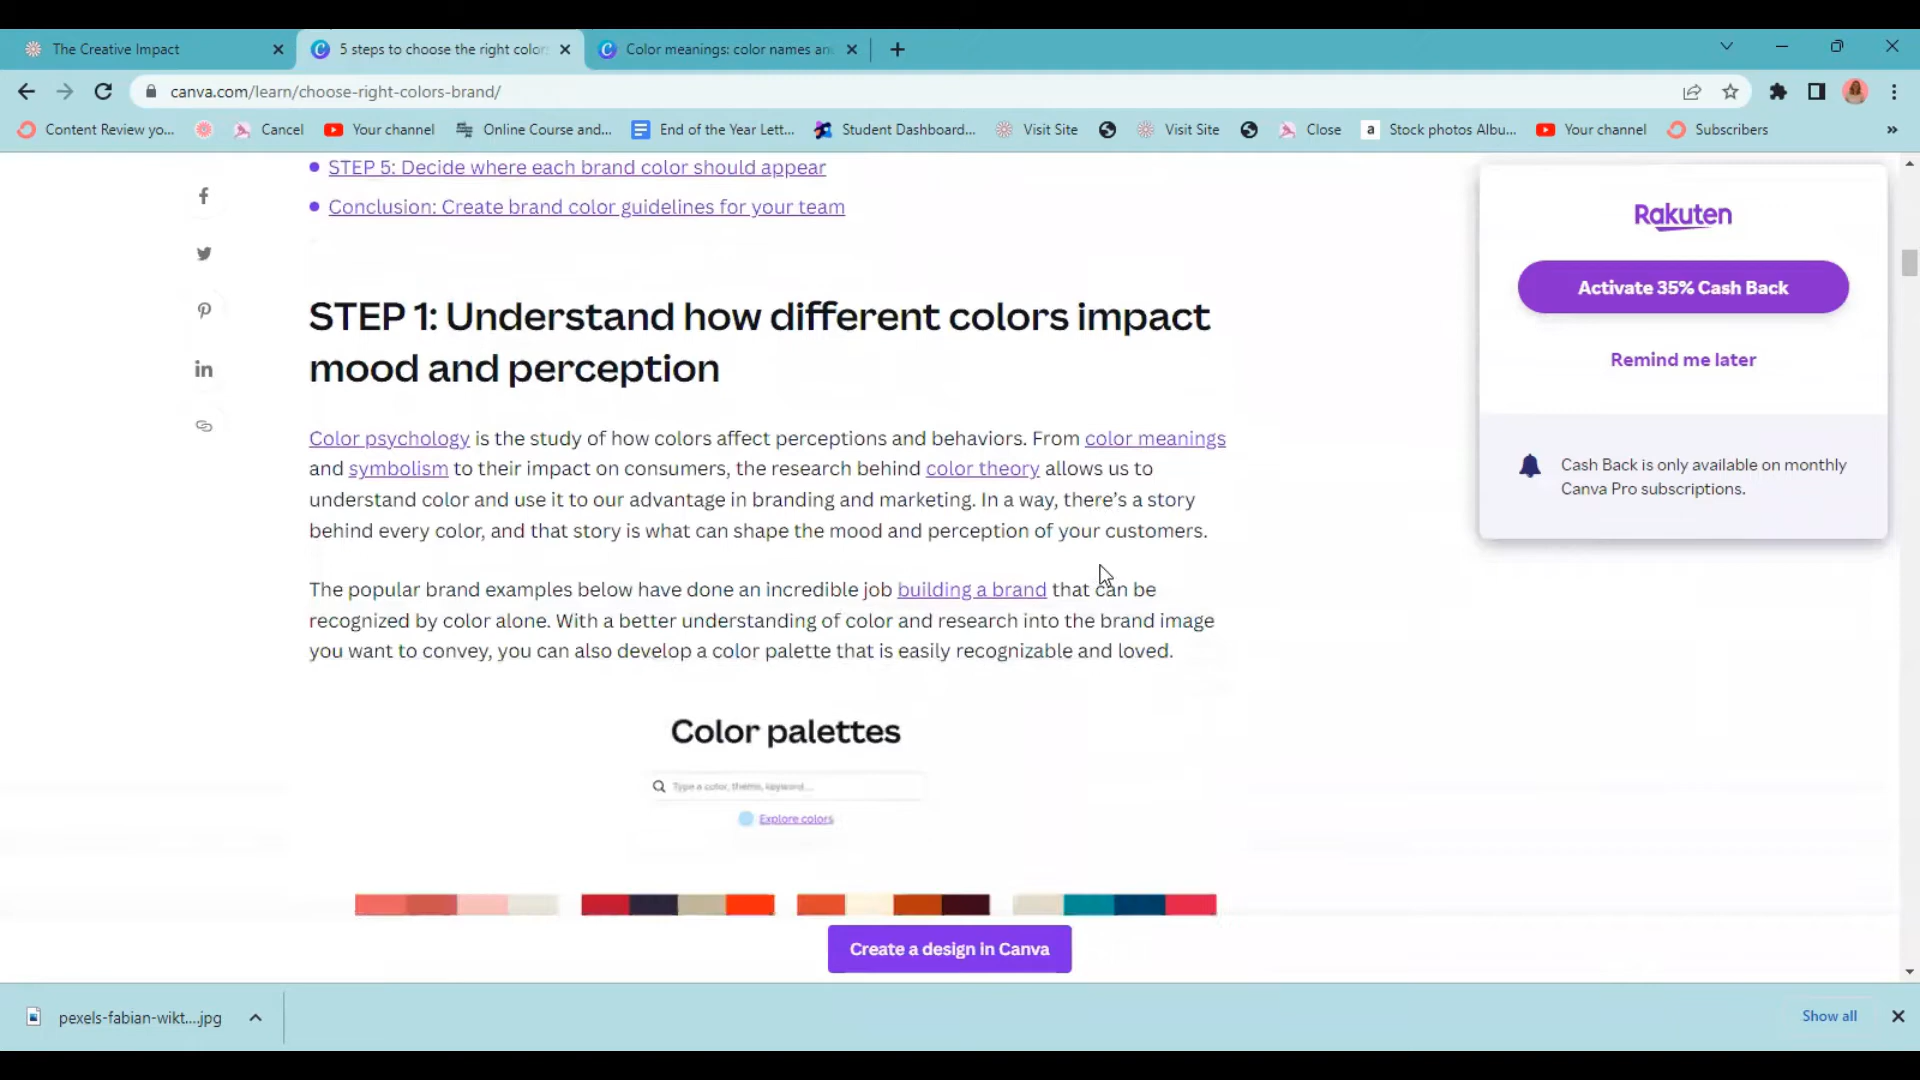 The Creative Impact
5 steps to choose the right color
Color meanings: color names an
canva.com/learn/choose-right-colors-brand/
Content Review yo...
Cancel
Your channel
Online Course and...
End of the Year Lett...
Student Dashboard...
Visit Site
Visit Site
Close
a
Stock photos Albu...
Your channel
Subscribers
»
STEP 5: Decide where each brand color should appear
Conclusion: Create brand color guidelines for your team
STEP 1: Understand how different colors impact
mood and perception
Color psychology is the study of how colors affect perceptions and behaviors. From color meanings
and symbolism to their impact on consumers, the research behind color theory allows us to
understand color and use it to our advantage in branding and marketing. In a way, there's a story
behind every color, and that story is what can shape the mood and perception of your customers.
The popular brand examples below have done an incredible job building a brand that can be
recognized by color alone. With a better understanding of color and research into the brand image
you want to convey, you can also develop a color palette that is easily recognizable and loved.
Color palettes
Type a color, theme, keyword...
Explore colors
Create a design in Canva
Rakuten
Activate 35% Cash Back
Remind me later
Cash Back is only available on monthly
Canva Pro subscriptions.
pexels-fabian-wikt....jpg
Show all